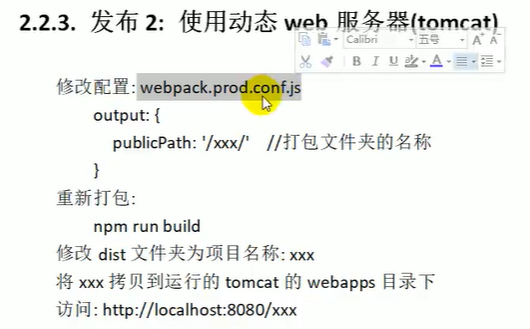 2.2.3. 发布 2: 使用动态 web 服务器(tomcat)
Calibri
五号
A
A
B
I
U
A
修改配置: webpack.prod.conf.js
output: {
publicPath: '/xxx/' //打包文件夹的名称
}
重新打包:
npm run build
修改 dist 文件夹为项目名称: xxx
将 xxx 拷贝到运行的 tomcat 的 webapps 目录下
访问: http://localhost:8080/xxx